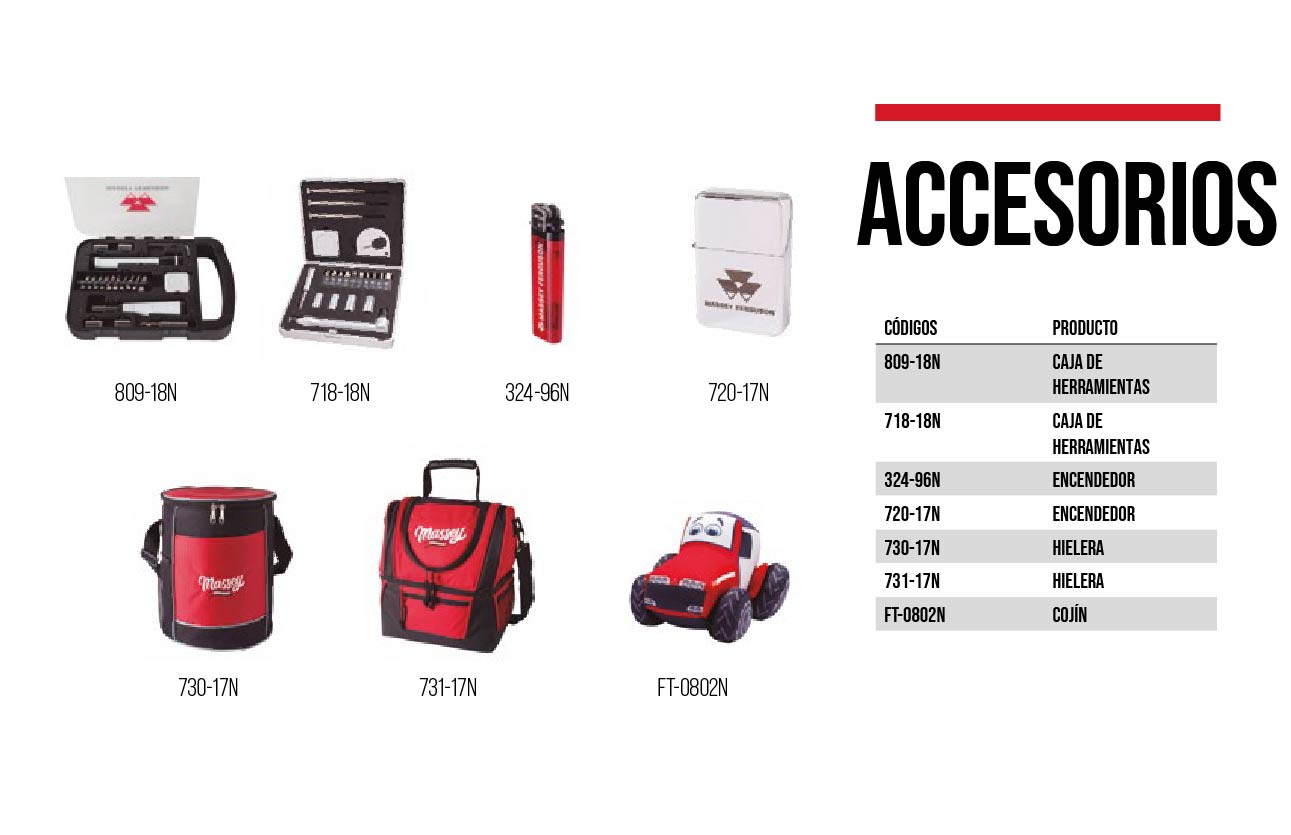 ACCESORIOS
MASSEY FERGUSON
MASSEY FERGUSON
809-18N
718-18N
324-96N
720-17N
Massey
Massey
730-17N
731-17N
FT-0802N
CÓDIGOS PRODUCTO
809-18N CAJA DE
HERRAMIENTAS
718-18N CAJA DE
HERRAMIENTAS
324-96N ENCENDEDOR
720-17N ENCENDEDOR
730-17N HIELERA
731-17N HIELERA
FT-0802N COJÍN